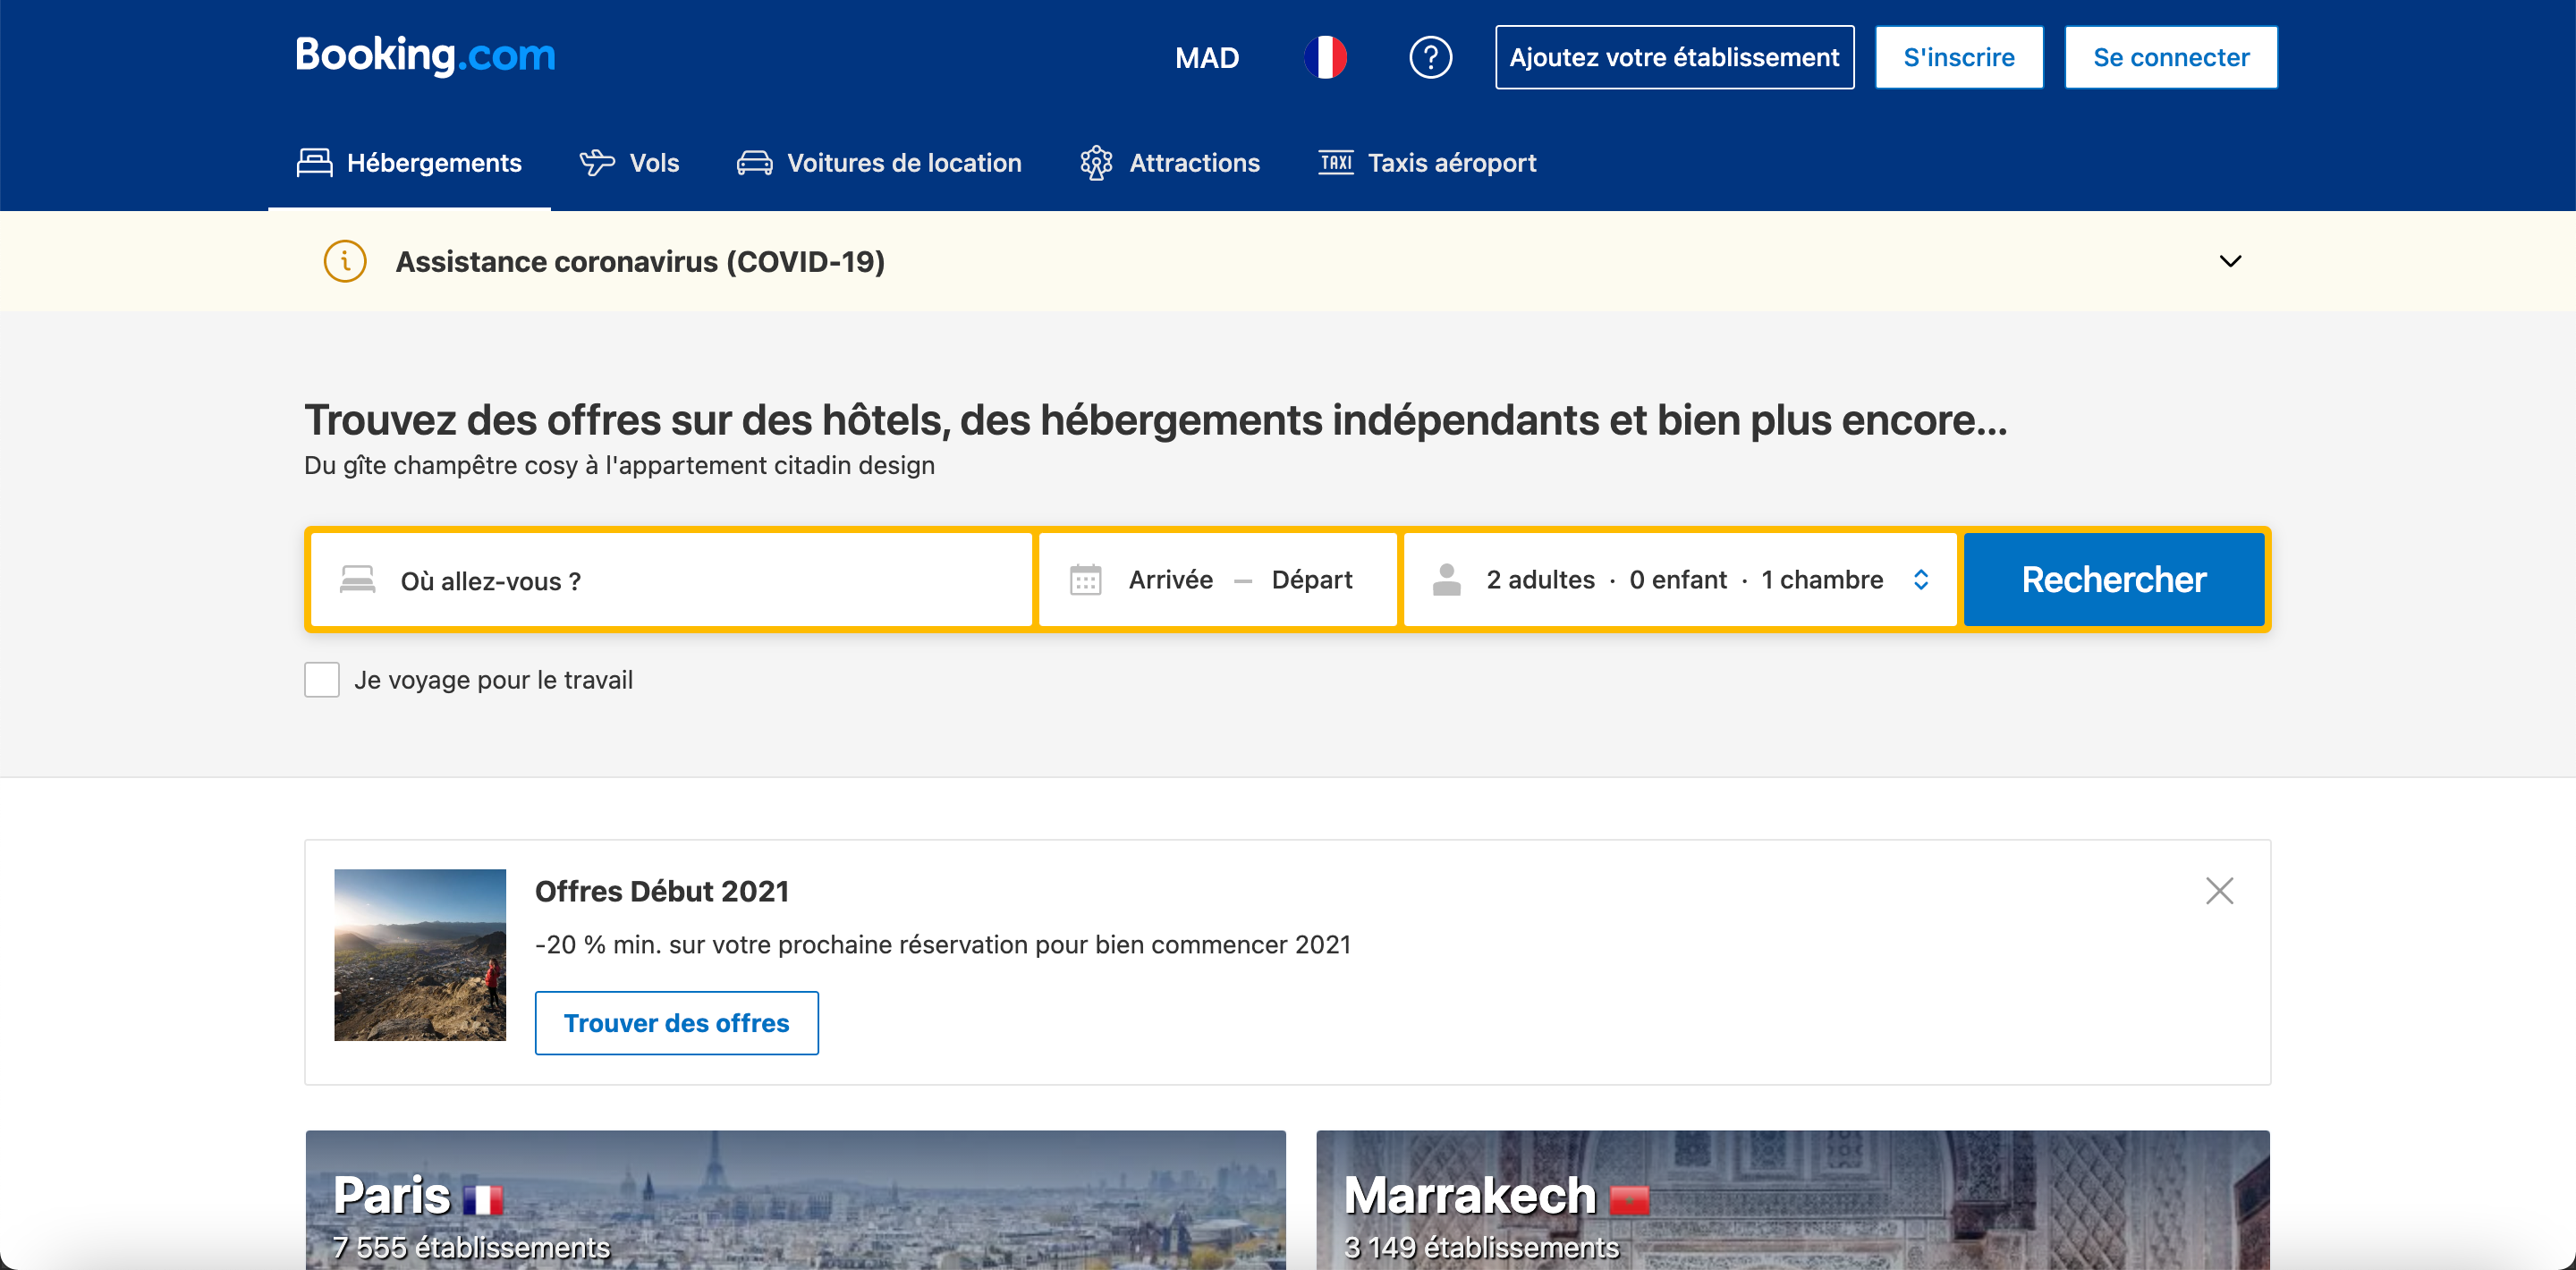 Booking.com
MAD
Ajoutez votre établissement
S'inscrire
Se connecter
Hébergements
Vols
Voitures de location
Attractions
TAXI
Taxis aéroport
Assistance coronavirus (COVID-19)
Trouvez des offres sur des hôtels, des hébergements indépendants et bien plus encore...
Du gîte champêtre cosy à l'appartement citadin design
Où allez-vous ?
Arrivée — Départ
2 adultes · 0 enfant · 1 chambre
Rechercher
Je voyage pour le travail
Offres Début 2021
-20 % min. sur votre prochaine réservation pour bien commencer 2021
Trouver des offres
Paris
7 555 établissements
Marrakech
3 149 établissements